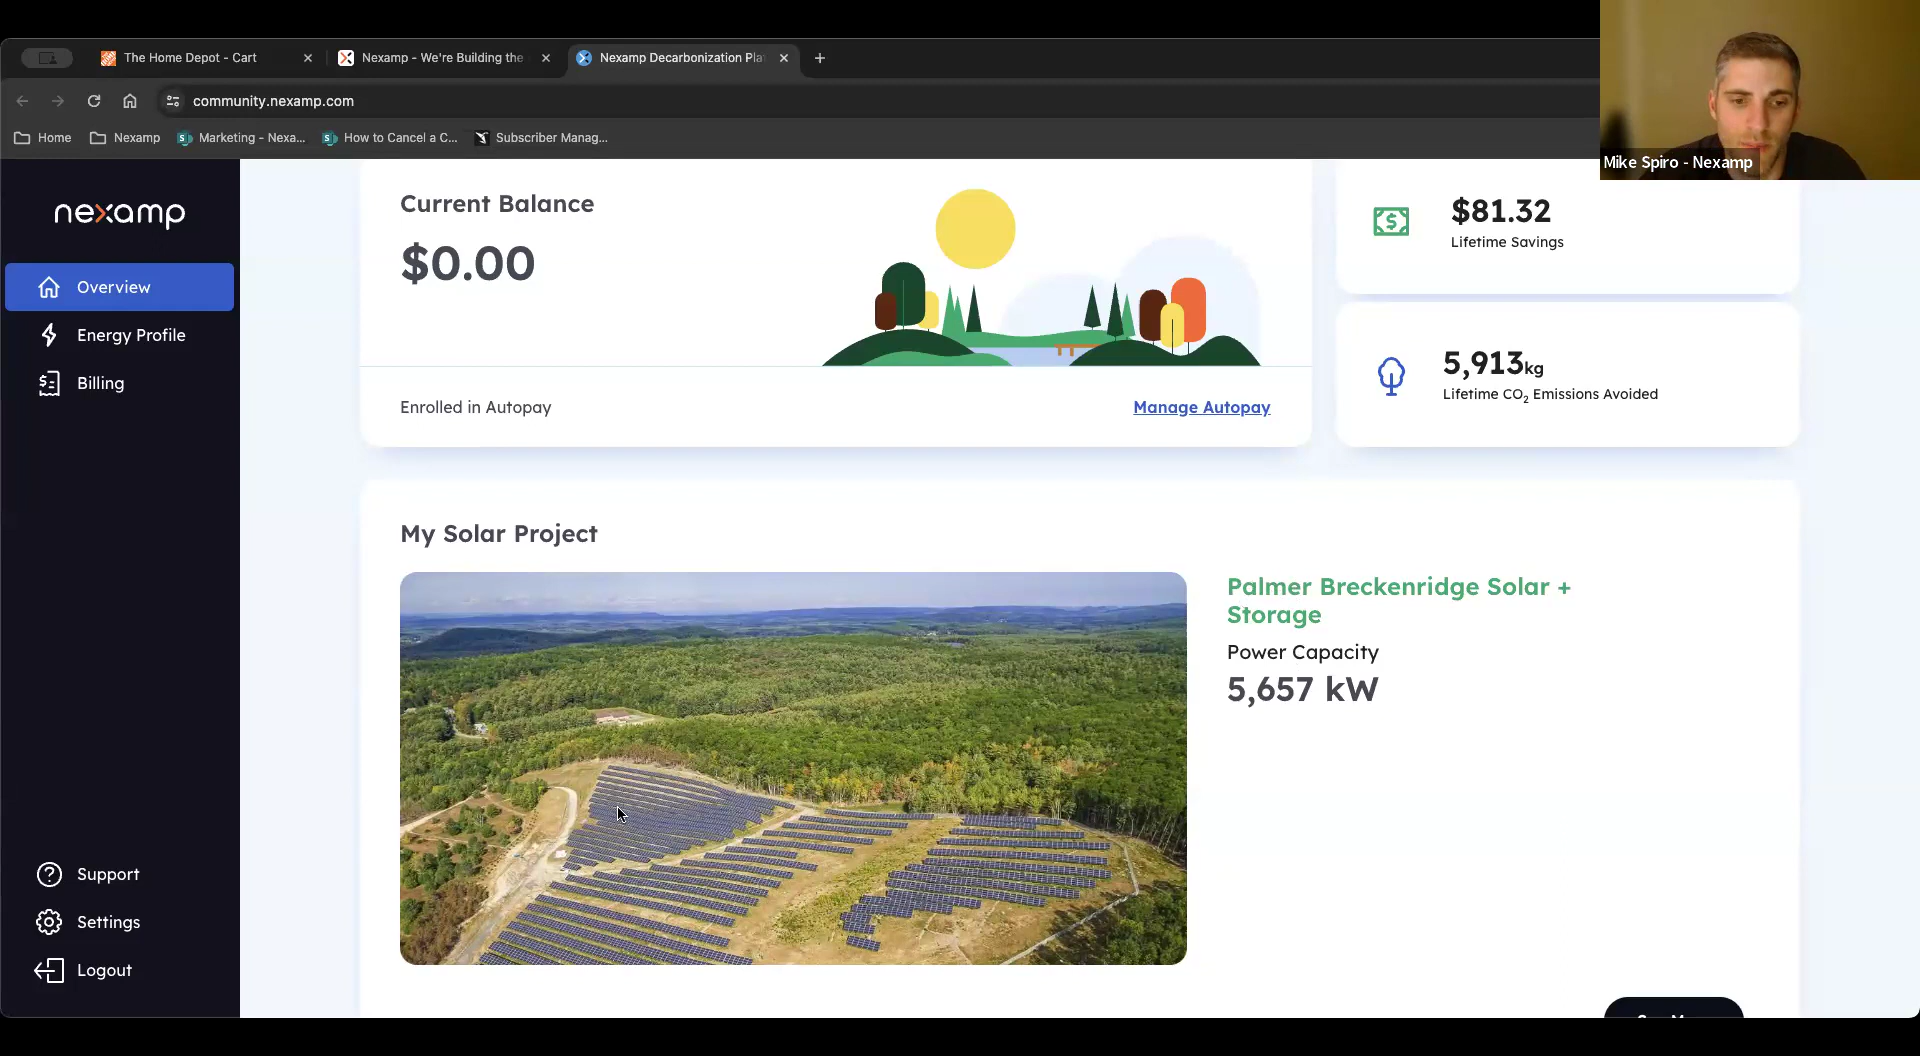 The Home Depot - Cart
Nexamp - We're Building the
Nexamp Decarbonization Pla
community.nexamp.com
Home
Nexamp
Marketing - Nexa...
How to Cancel a C...
Subscriber Manag...
Mike Spiro - Nexamp
nexamp
Overview
Energy Profile
Billing
Support
Settings
Logout
Current Balance
$0.00
Enrolled in Autopay
Manage Autopay
$81.32
Lifetime Savings
5,913kg
Lifetime CO2 Emissions Avoided
My Solar Project
Palmer Breckenridge Solar +
Storage
Power Capacity
5,657 kW